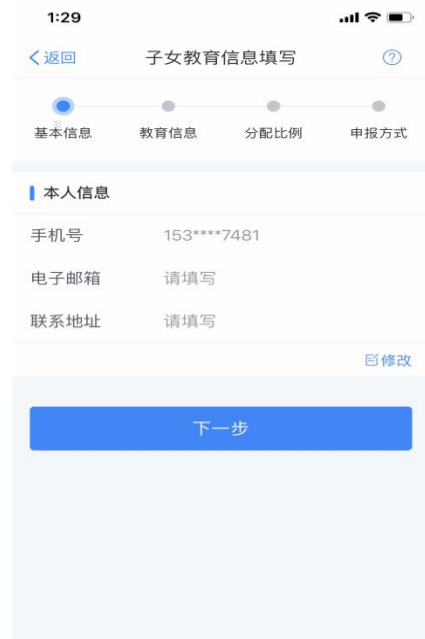 1:29
返回 子女教育信息填写
基本信息 教育信息 分配比例 申报方式
本人信息
手机号 153****7481
电子邮箱 请填写
联系地址 请填写
修改
下一步